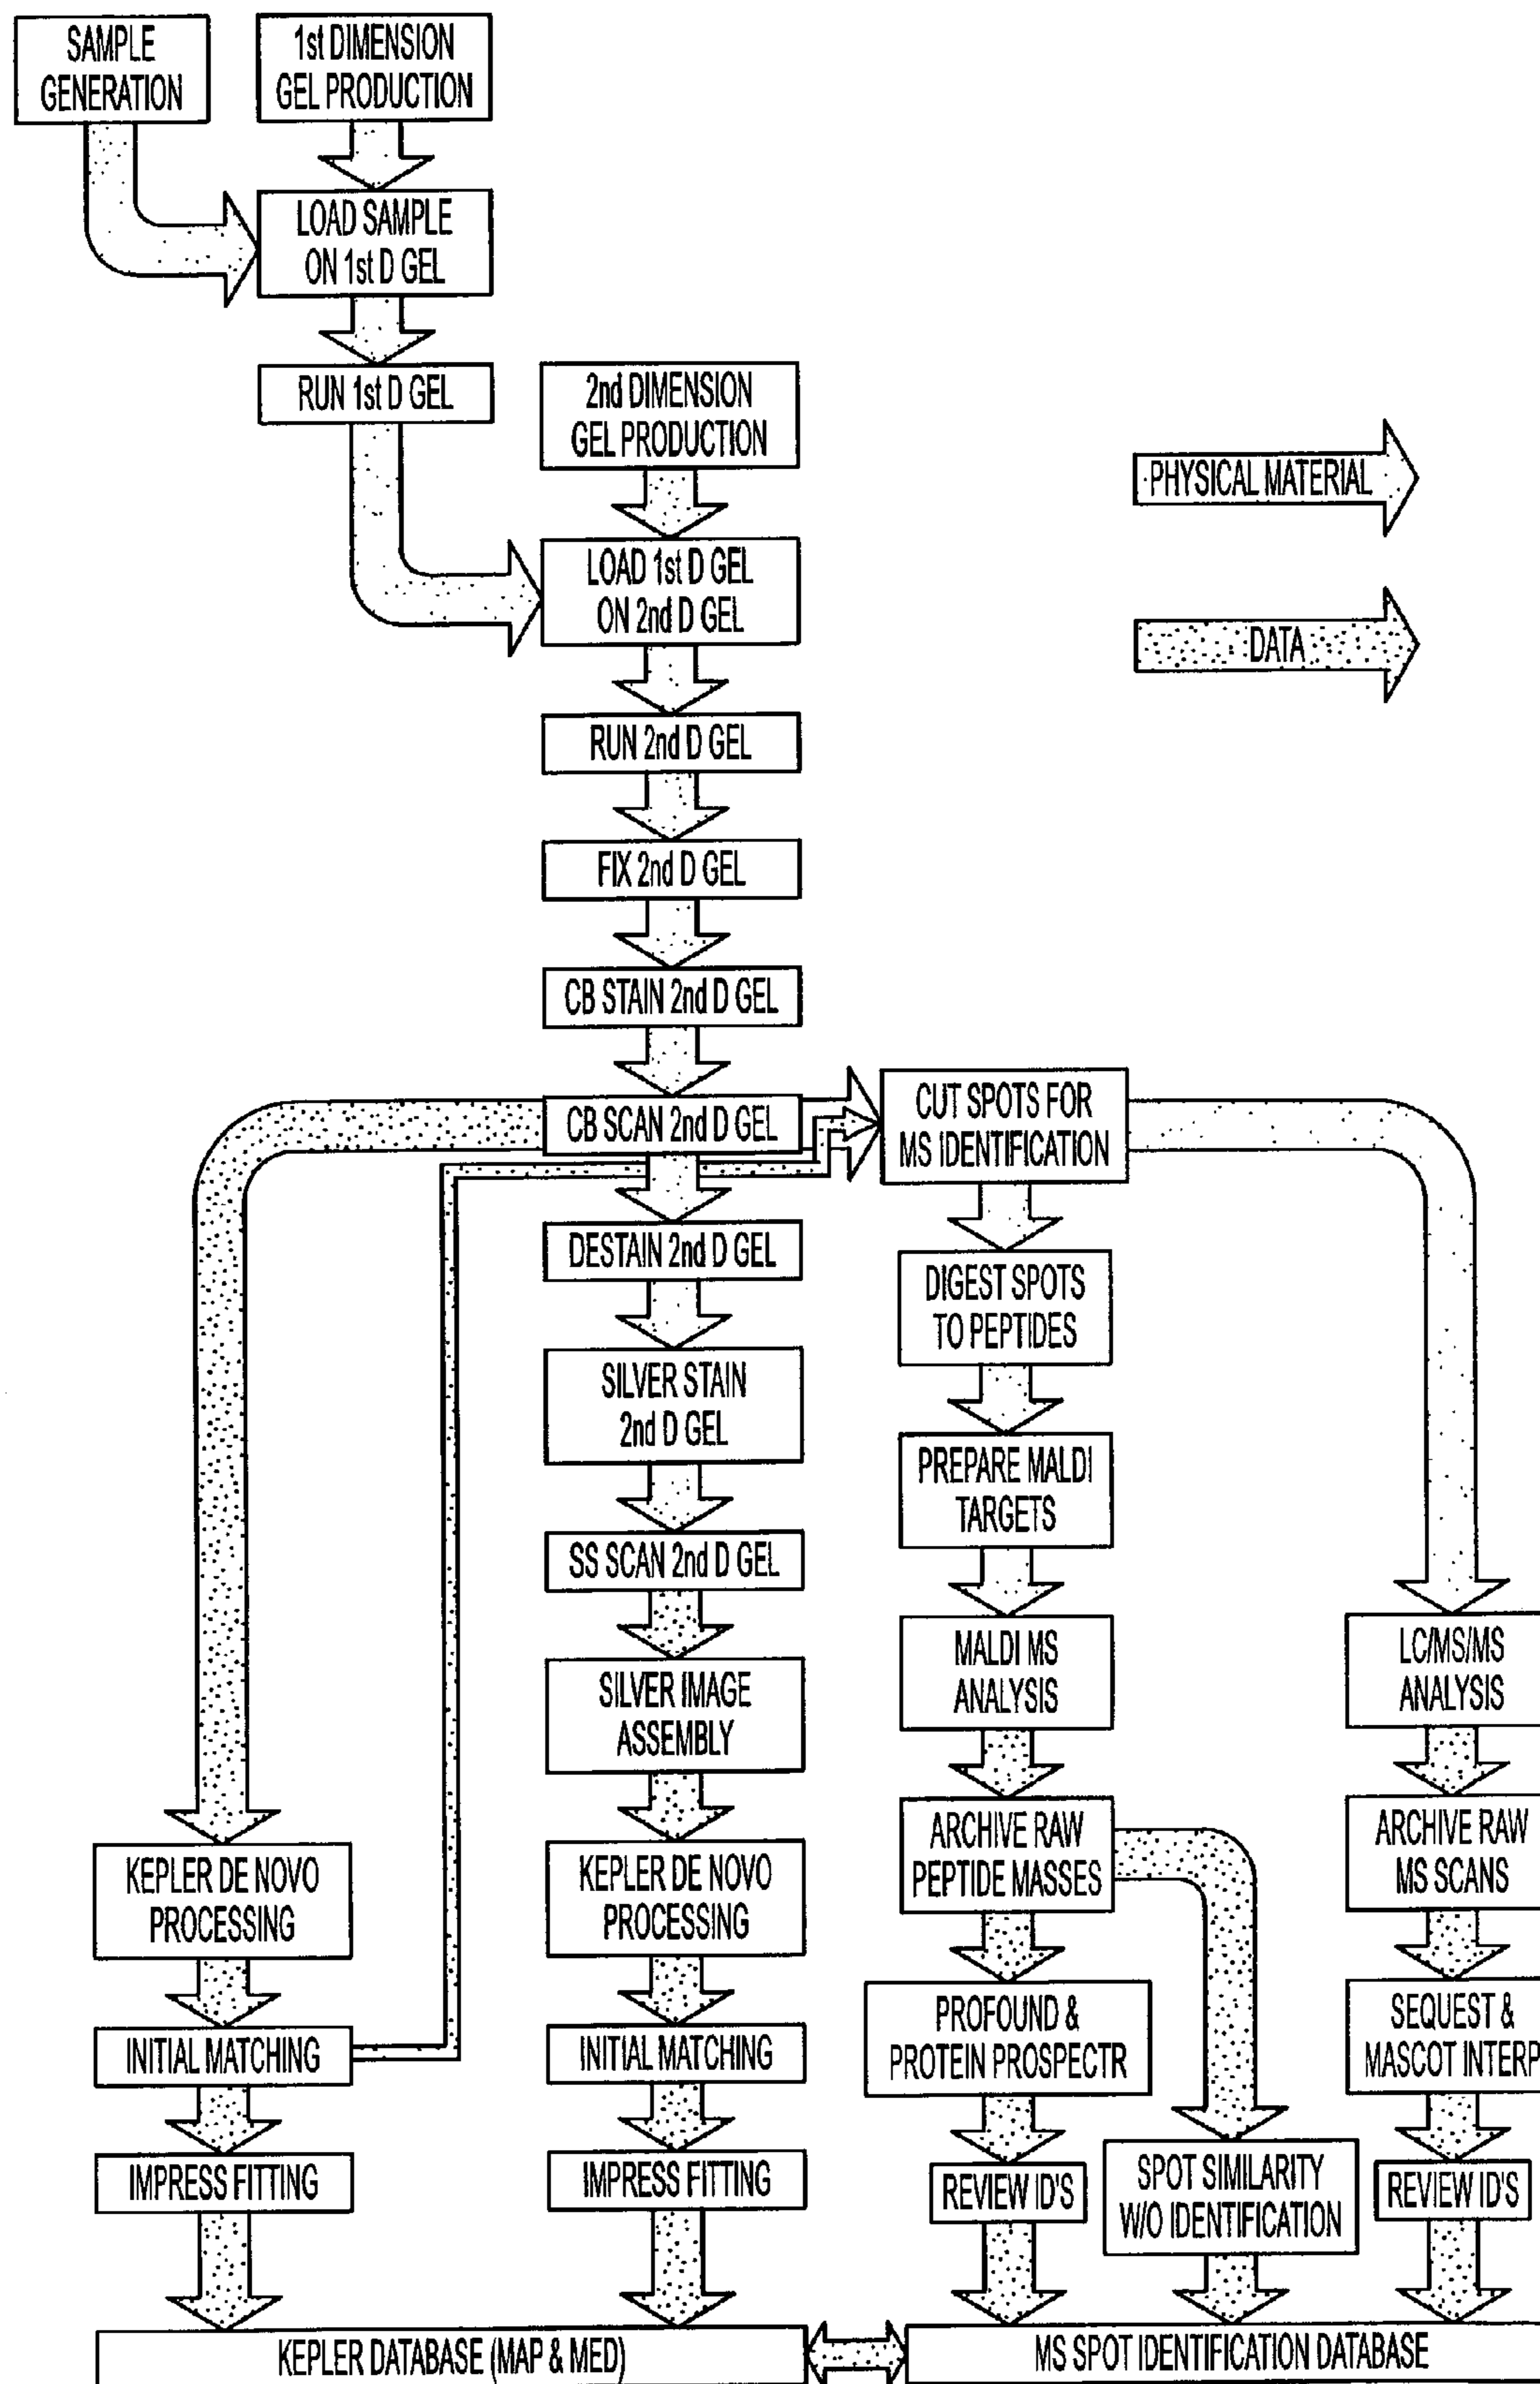 SAMPLE
GENERATION
1st DIMENSION
GEL PRODUCTION
LOAD SAMPLE
ON 1st D GEL
RUN 1st D GEL
2nd DIMENSION
GEL PRODUCTION
PHYSICAL MATERIAL
LOAD 1st D GEL
ON 2nd D GEL
DATA
RUN 2nd D GEL
FIX 2nd D GEL
CB STAIN 2nd D GEL
CB SCAN 2nd D GEL
CUT SPOTS FOR
MS IDENTIFICATION
DESTAIN 2nd D GEL
DIGEST SPOTS
TO PEPTIDES
SILVER STAIN
2nd D GEL
PREPARE MALDI
TARGETS
SS SCAN 2nd D GEL
MALDI MS
ANALYSIS
LC/MS/MS
ANALYSIS
SILVER IMAGE
ASSEMBLY
ARCHIVE RAW
PEPTIDE MASSES
ARCHIVE RAW
MS SCANS
KEPLER DE NOVO
PROCESSING
KEPLER DE NOVO
PROCESSING
PROFOUND &
PROTEIN PROSPECTR
SEQUEST &
MASCOT INTERP
INITIAL MATCHING
INITIAL MATCHING
IMPRESS FITTING
IMPRESS FITTING
REVIEW ID'S
SPOT SIMILARITY
W/O IDENTIFICATION
REVIEW ID'S
KEPLER DATABASE (MAP & MED)
MS SPOT IDENTIFICATION DATABASE